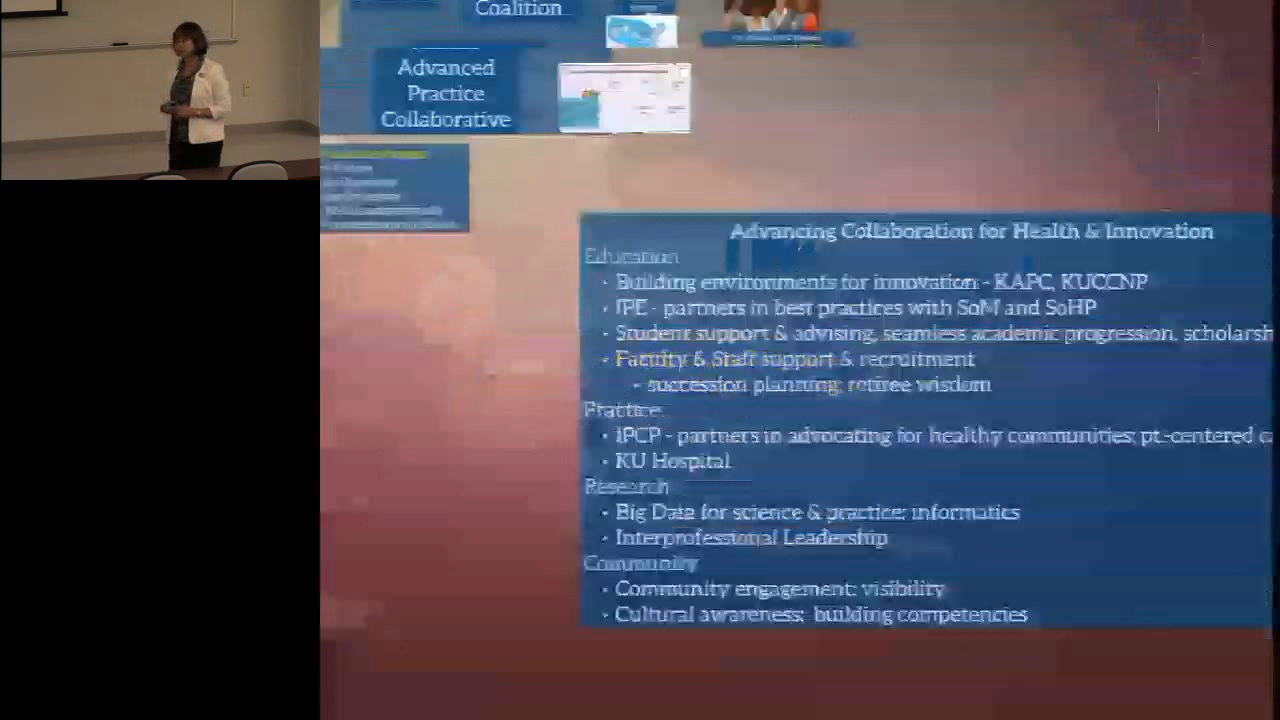 Coalition
Advanced
Practice
Collaborative
Advancing Collaboration for Health & Innovation
Education
· Building environments for innovation - KAPC, KUCCNP
· IPE - partners in best practices with SoM and SoHP
· Student support & advising, seamless academic progression, scholarsh
· Faculty & Staff support & recruitment
· succession planning; retiree wisdom
Practice
· IPCP - partners in advocating for healthy communities; pt.-centered
· KU Hospital
Research
· Big Data for science & practice; informatics
· Interprofessional Leadership
Community
· Community engagement: visibility
· Cultural awareness; building competencies